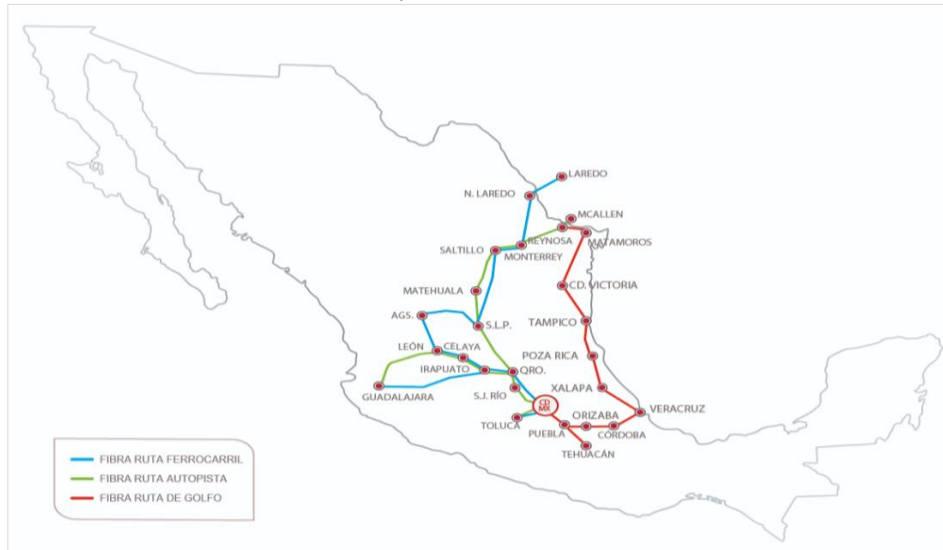 LAREDO
N. LAREDO
MCALLEN
REYNOSA
MATAMOROS
SALTILLO
MONTERREY
MATEHUALA
CD. VICTORIA
AGS.
S.L.P.
TAMPICO
LEÓN
CELAYA
IRAPUATO
QRO.
POZA RICA
GUADALAJARA
S.J. RÍO
XALAPA
CD
MX
TOLUCA
PUEBLA
ORIZABA
VERACRUZ
CÓRDOBA
TEHUACÁN
FIBRA RUTA FERROCARRIL
FIBRA RUTA AUTOPISTA
FIBRA RUTA DE GOLFO